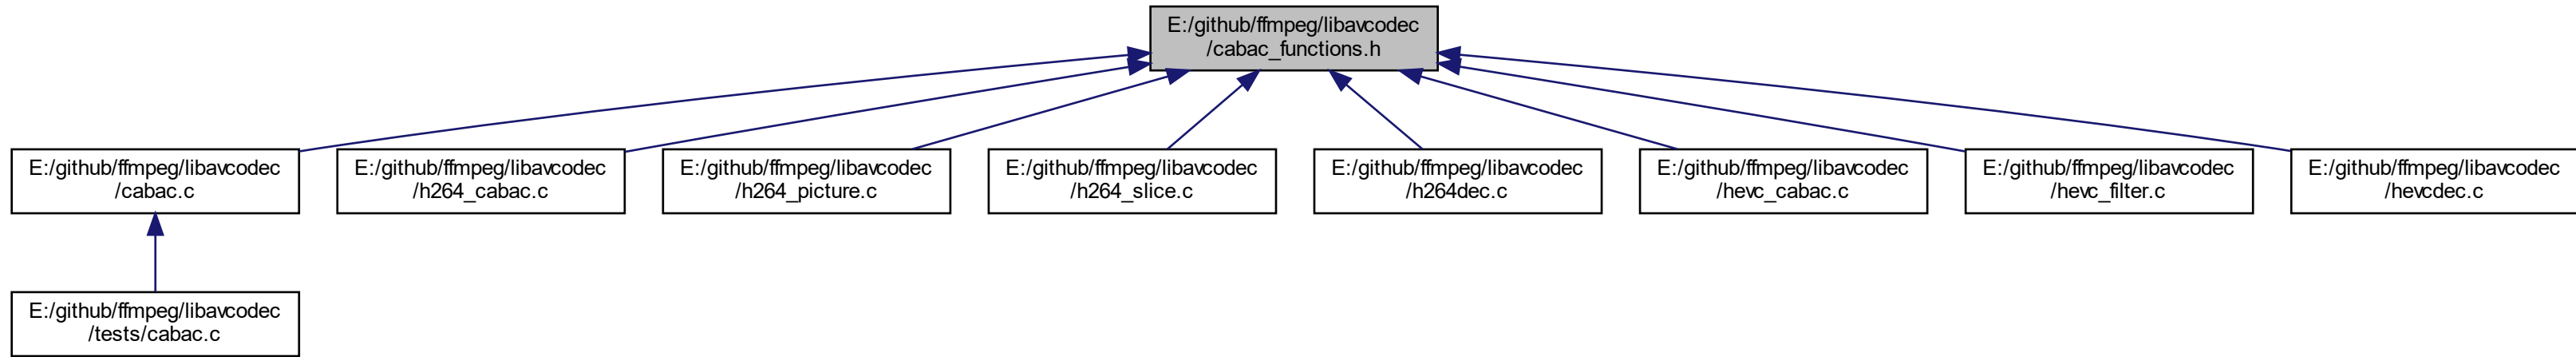 E:/github/ffmpeg/libavcodec
/cabac_functions.h
E:/github/ffmpeg/libavcodec
/cabac.c
E:/github/ffmpeg/libavcodec
/h264_cabac.c
E:/github/ffmpeg/libavcodec
/h264_picture.c
E:/github/ffmpeg/libavcodec
/h264_slice.c
E:/github/ffmpeg/libavcodec
/h264dec.c
E:/github/ffmpeg/libavcodec
/hevc_cabac.c
E:/github/ffmpeg/libavcodec
/hevc_filter.c
E:/github/ffmpeg/libavcodec
/hevcdec.c
E:/github/ffmpeg/libavcodec
/tests/cabac.c